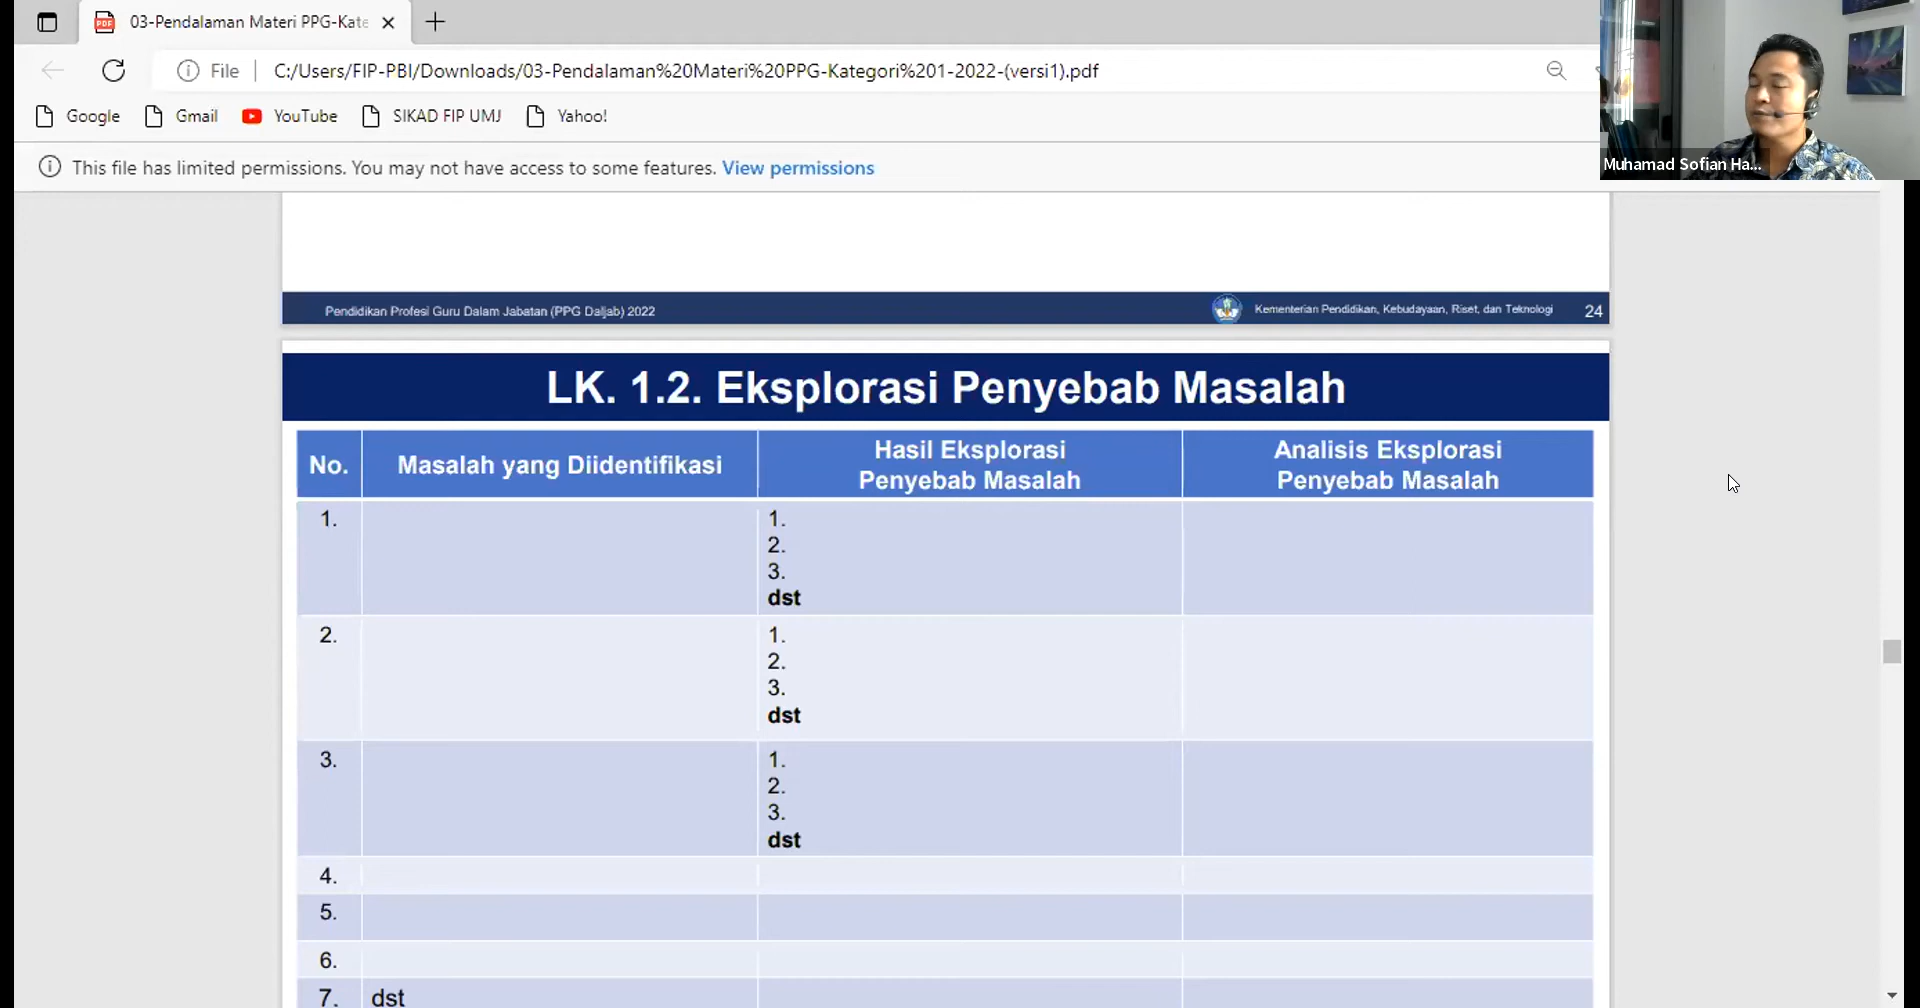 03-Pendalaman Materi PPG-Kate
File
C:/Users/FIP-PBI/Downloads/03-Pendalaman%20Materi%20PPG-Kategori%201-2022-(versi1).pdf
Google
Gmail
YouTube
SIKAD FIP UMJ
Yahoo!
This file has limited permissions. You may not have access to some features. View permissions
Muhamad Sofian Ha...
Pendidikan Profesi Guru Dalam Jabatan (PPG Daljab) 2022
Kementerian Pendidikan, Kebudayaan, Riset, dan Teknologi
24
LK. 1.2. Eksplorasi Penyebab Masalah
No.
Masalah yang Diidentifikasi
Hasil Eksplorasi
Penyebab Masalah
Analisis Eksplorasi
Penyebab Masalah
1.
1.
2.
3.
dst
2.
1.
2.
3.
dst
3.
1.
2.
3.
dst
4.
5.
6.
7. dst